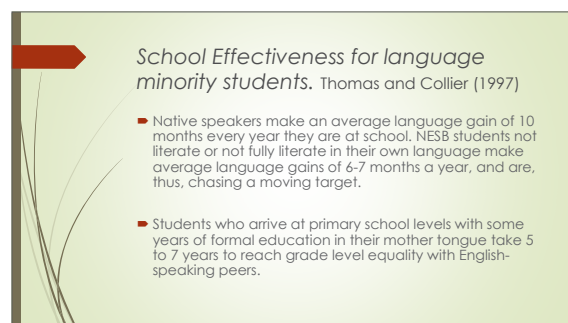 School Effectiveness for language
minority students. Thomas and Collier (1997)
Native speakers make an average language gain of 10
months every year they are at school. NESB students not
literate or not fully literate in their own language make
average language gains of 6-7 months a year, and are,
thus, chasing a moving target.
Students who arrive at primary school levels with some
years of formal education in their mother tongue take 5
to 7 years to reach grade level equality with English-
speaking peers.